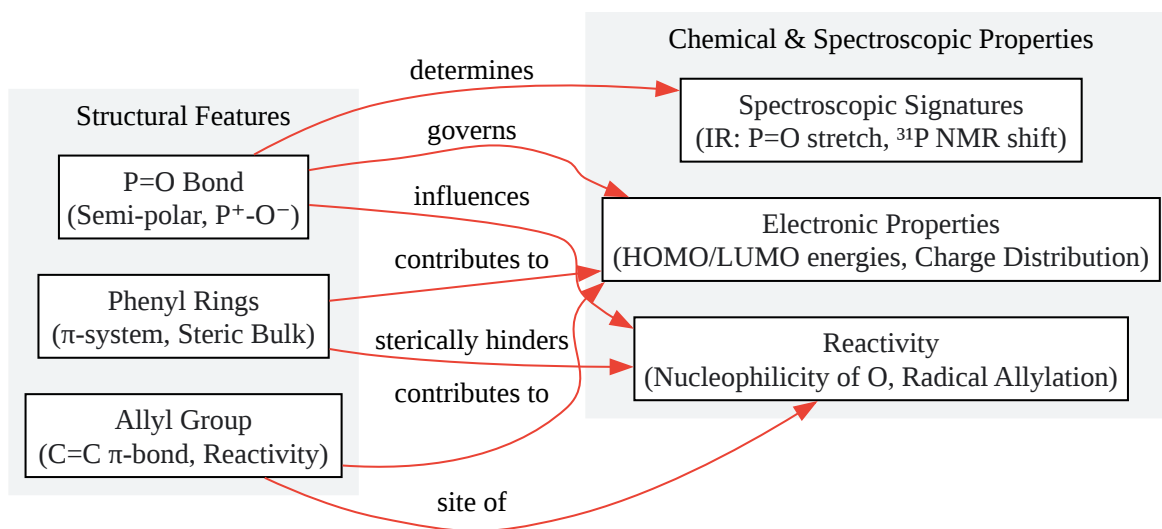 Structural Features
P=O Bond
(Semi-polar, P⁺-O⁻)
Phenyl Rings
(π-system, Steric Bulk)
Allyl Group
(C=C π-bond, Reactivity)
determines
governs
influences
contributes to
sterically hinders
contributes to
site of
Chemical & Spectroscopic Properties
Spectroscopic Signatures
(IR: P=O stretch, ³¹P NMR shift)
Electronic Properties
(HOMO/LUMO energies, Charge Distribution)
Reactivity
(Nucleophilicity of O, Radical Allylation)